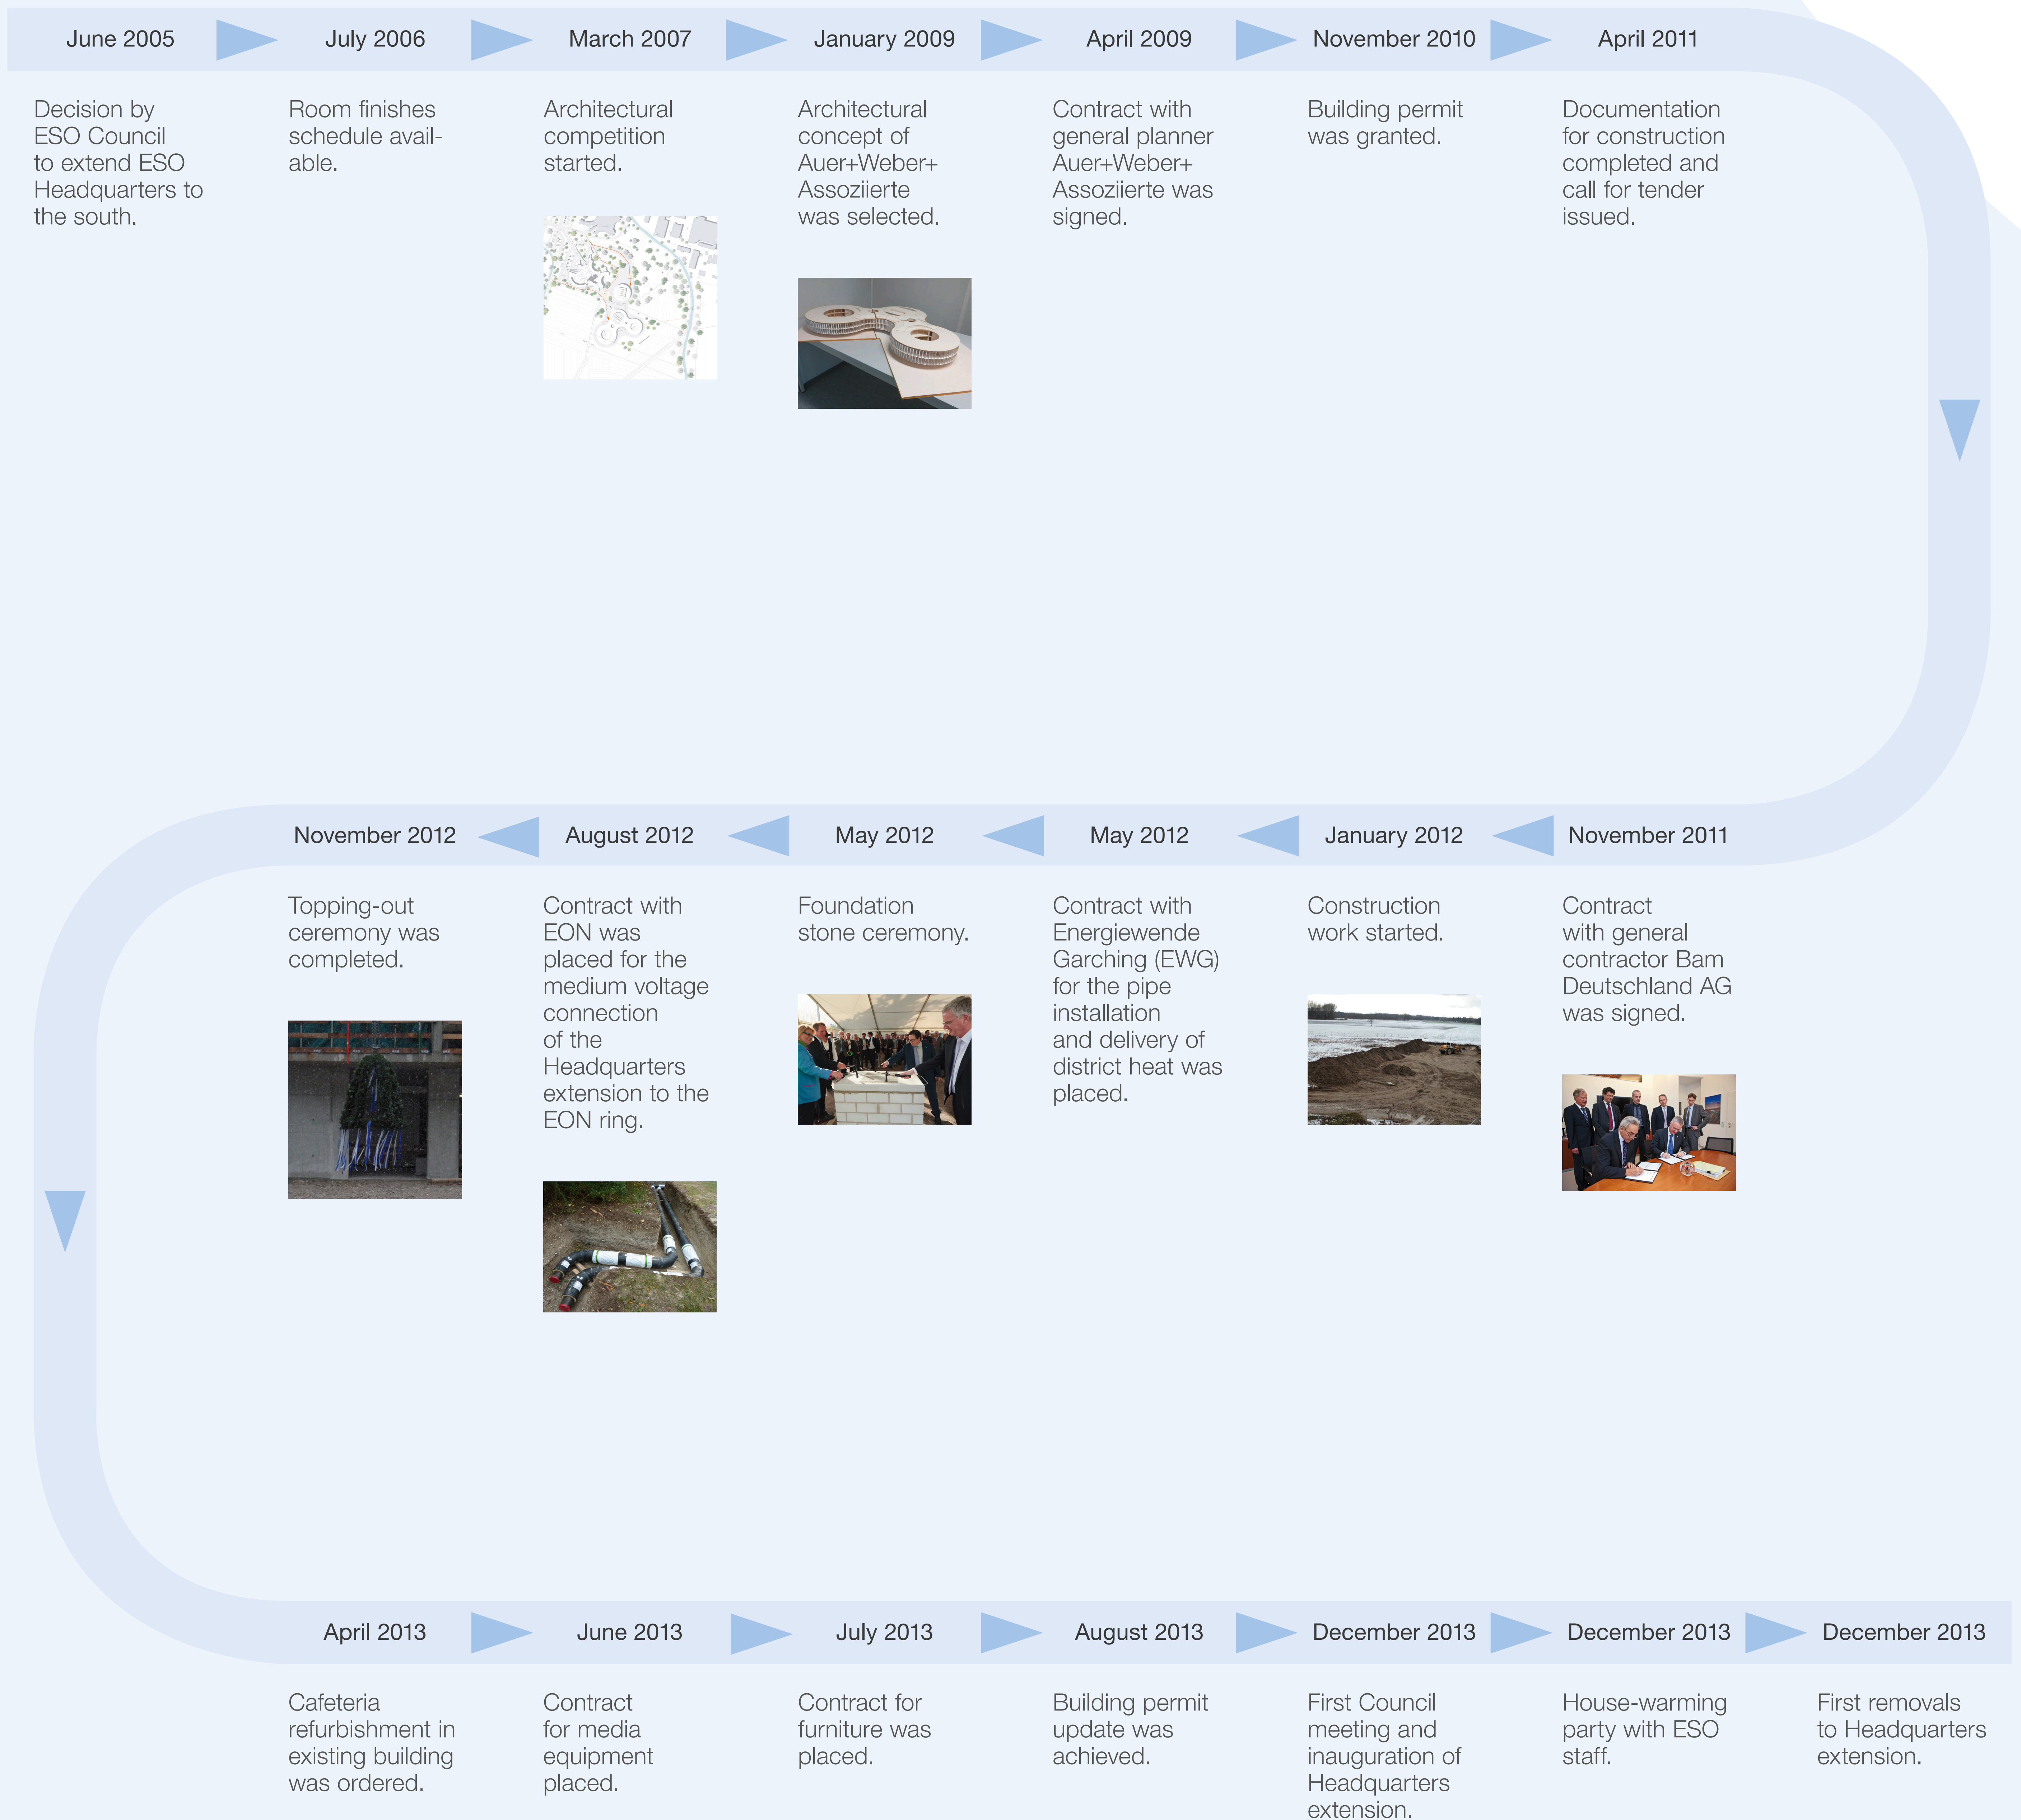 June 2005
Decision by
ESO Council
to extend ESO
Headquarters to
the south.
July 2006
Room finishes
schedule avail-
able.
March 2007
Architectural
competition
started.
January 2009
Architectural
concept of
Auer+Weber+
Assoziierte
was selected.
April 2009
Contract with
general planner
Auer+Weber+
Assoziierte was
signed.
November 2010
Building permit
was granted.
April 2011
Documentation
for construction
completed and
call for tender
issued.
November 2011
Contract
with general
contractor Bam
Deutschland AG
was signed.
January 2012
Construction
work started.
May 2012
Contract with
Energiewende
Garching (EWG)
for the pipe
installation
and delivery of
district heat was
placed.
May 2012
Foundation
stone ceremony.
August 2012
Contract with
EON was
placed for the
medium voltage
connection
of the
Headquarters
extension to the
EON ring.
November 2012
Topping-out
ceremony was
completed.
April 2013
Cafeteria
refurbishment in
existing building
was ordered.
June 2013
Contract
for media
equipment
placed.
July 2013
Contract for
furniture was
placed.
August 2013
Building permit
update was
achieved.
December 2013
First Council
meeting and
inauguration of
Headquarters
extension.
December 2013
House-warming
party with ESO
staff.
December 2013
First removals
to Headquarters
extension.